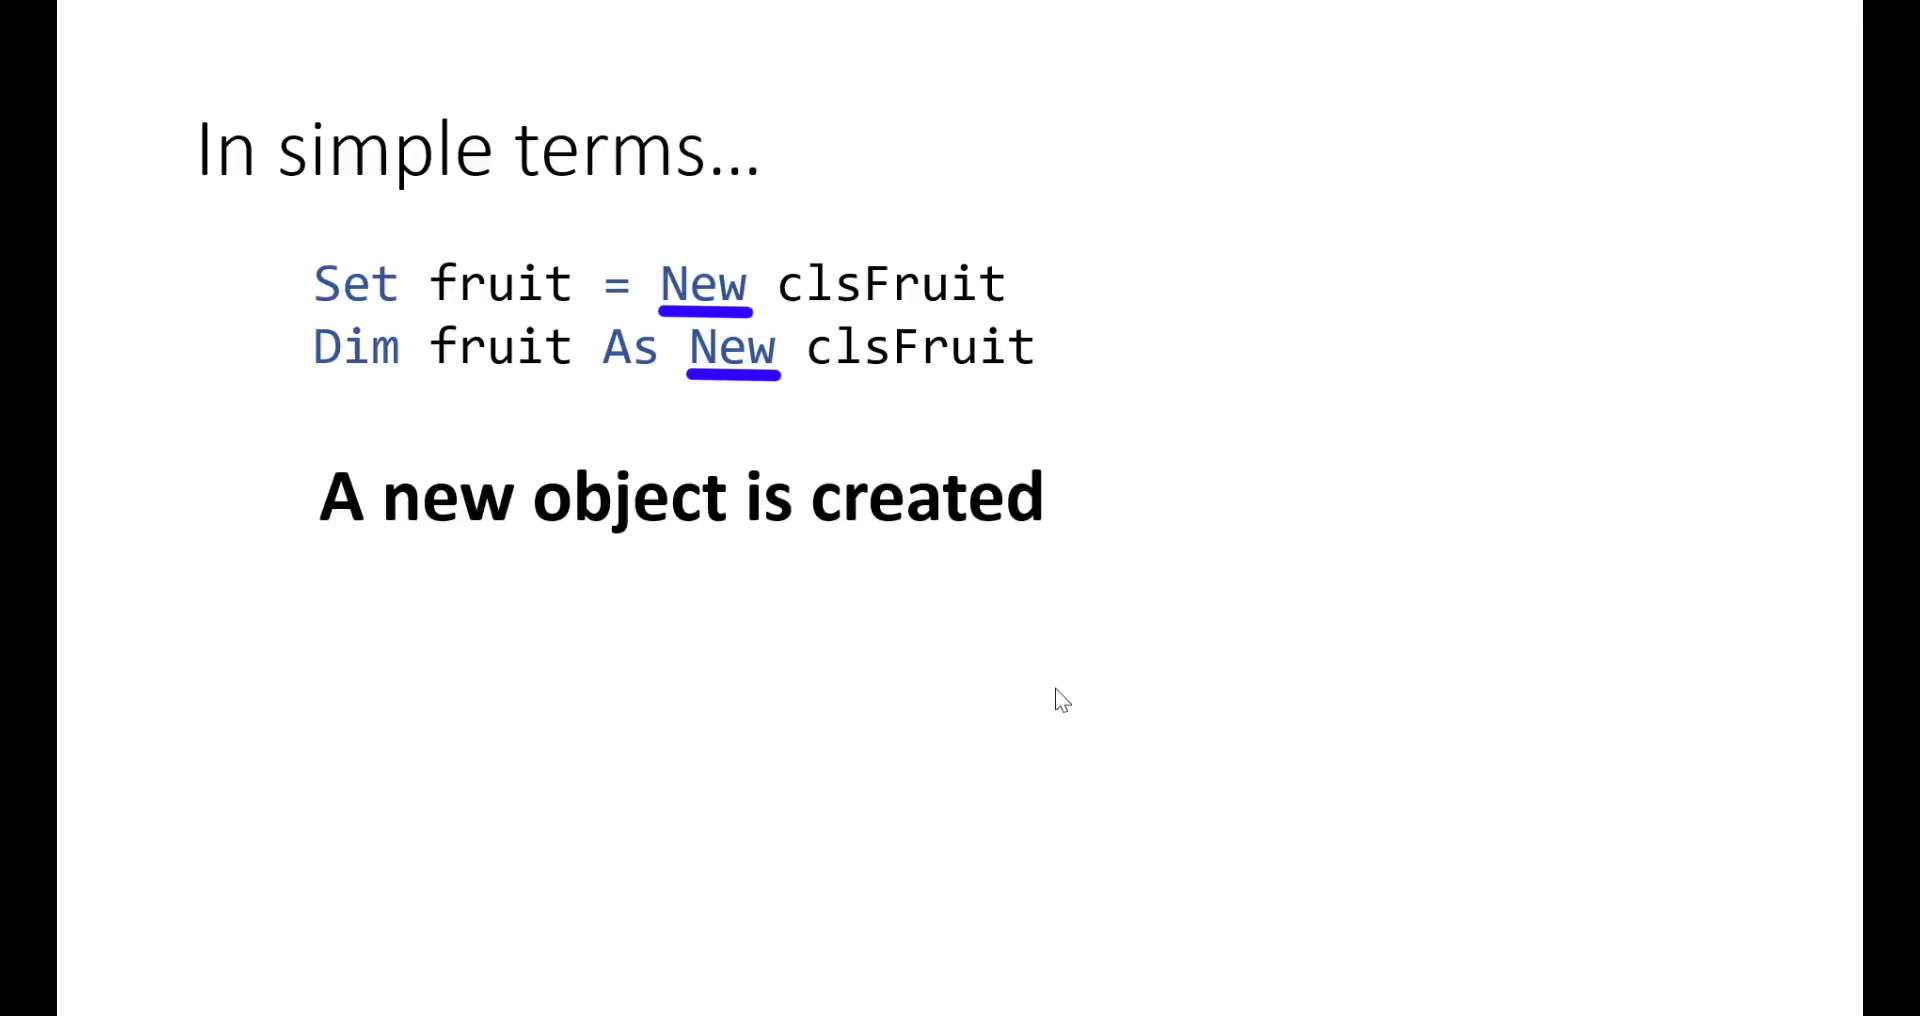 In simple terms...
Set fruit = New clsFruit
Dim fruit As New clsFruit
A new object is created